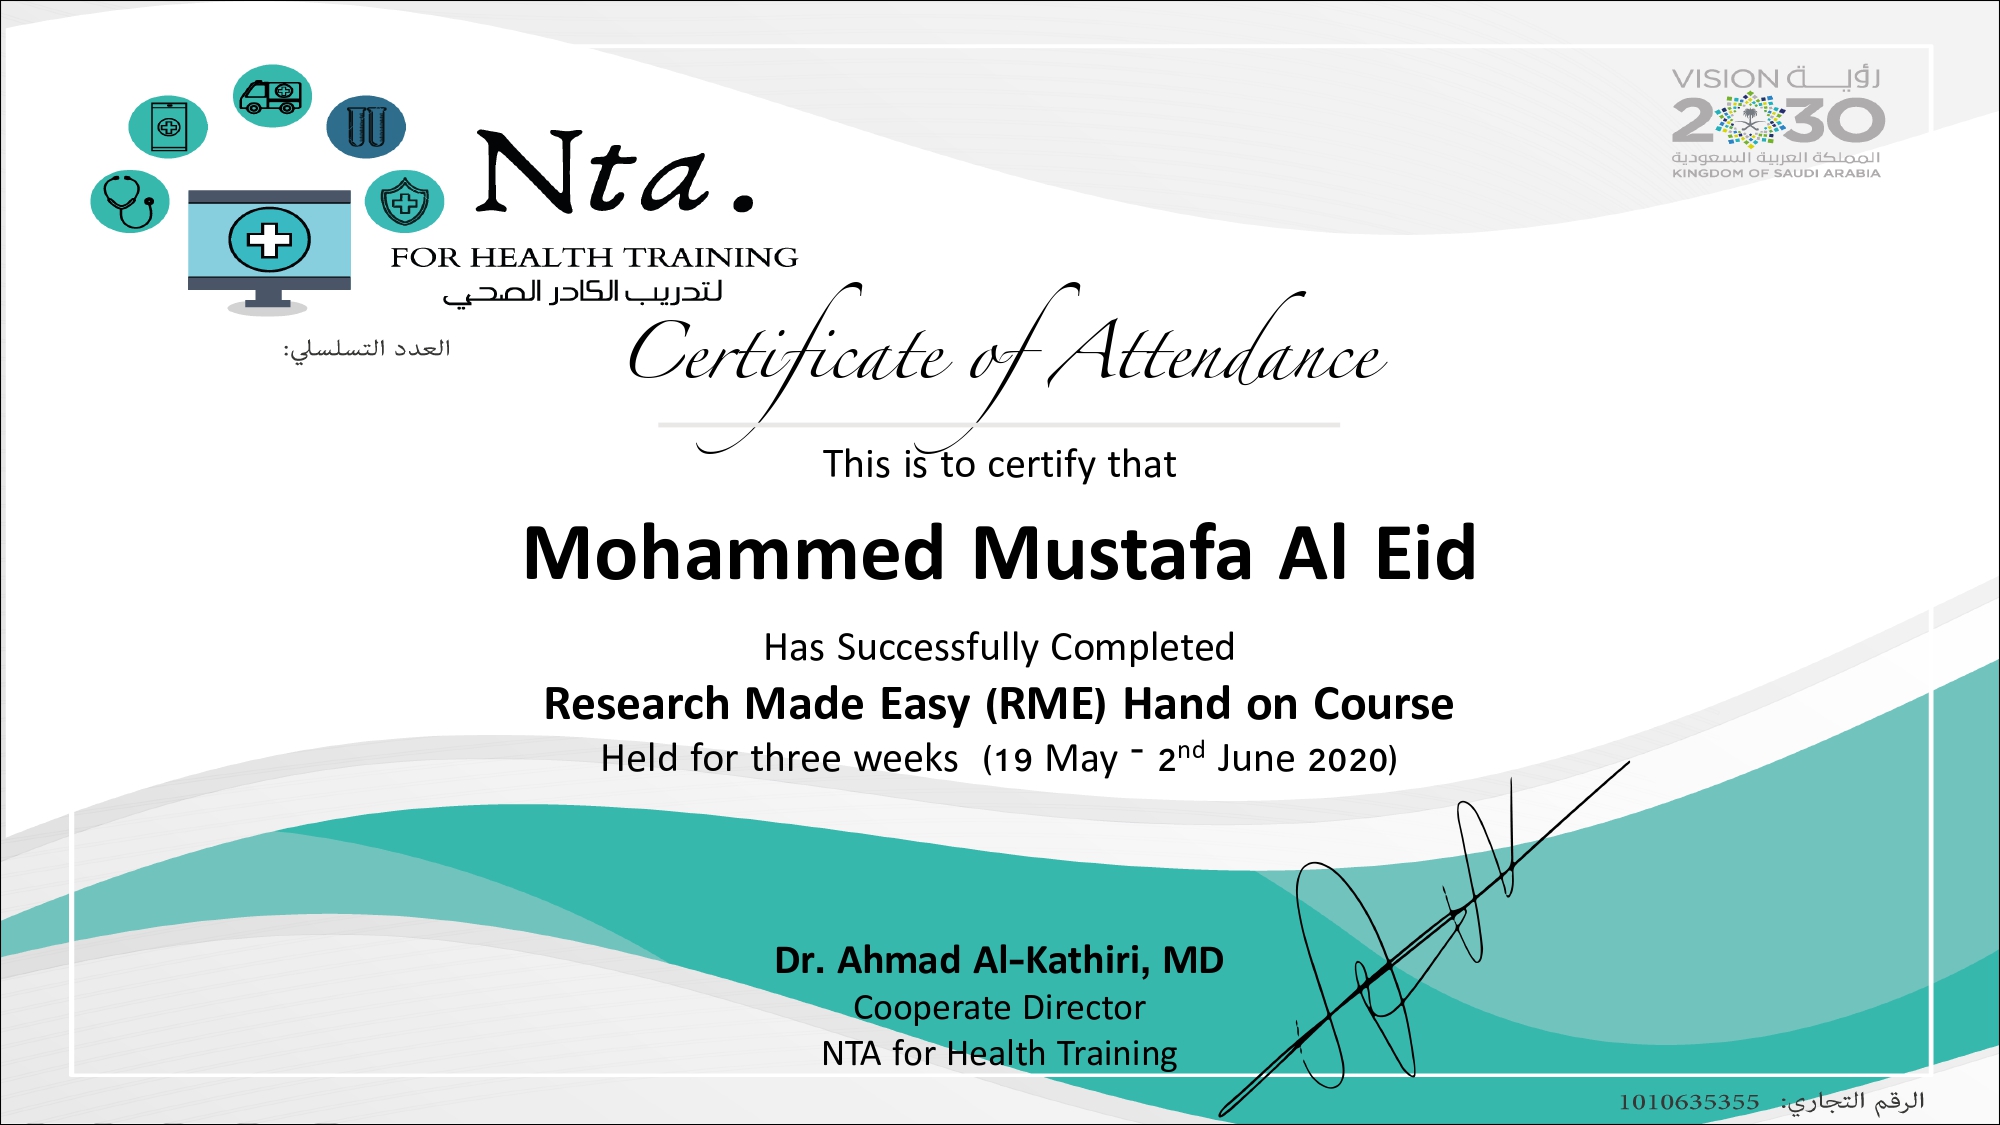 رؤيــــة VISION
2030
المملكة العربية السعودية
KINGDOM OF SAUDI ARABIA
Nta.
FOR HEALTH TRAINING
لتدريب الكادر الصحي
العدد التسلسلي:
Certificate of Attendance
This is to certify that
Mohammed Mustafa Al Eid
Has Successfully Completed
Research Made Easy (RME) Hand on Course
Held for three weeks (19 May - 2nd June 2020)
Dr. Ahmad Al-Kathiri, MD
Cooperate Director
NTA for Health Training
الرقم التجاري: 1010635355